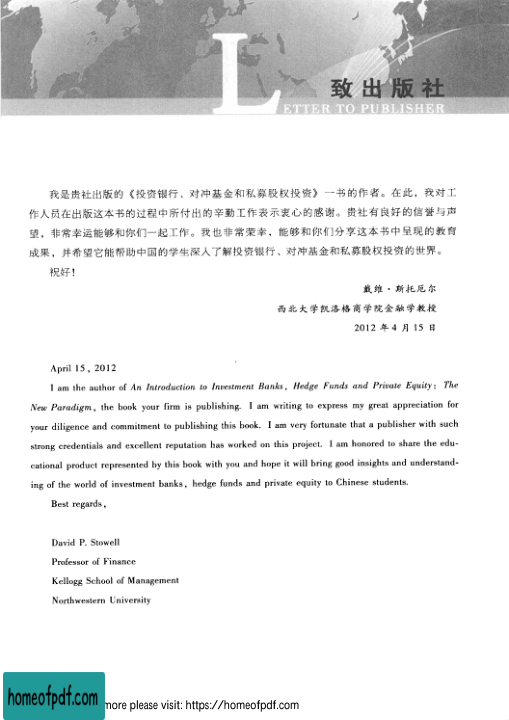 致出版社
LETTER TO PUBLISHER
我是贵社出版的《投资银行、对冲基金和私募股权投资》一书的作者。在此，我对工
作人员在出版这本书的过程中所付出的辛勤工作表示衷心的感谢。贵社有良好的信誉与声
望，非常幸运能够和你们一起工作。我也非常荣幸，能够和你们分享这本书中呈现的教育
成果，并希望它能帮助中国的学生深入了解投资银行、对冲基金和私募股权投资的世界。
祝好！
戴维·斯托厄尔
西北大学凯洛格商学院金融学教授
2012 年 4 月 15 日
April 15, 2012
I am the author of An Introduction to Investment Banks, Hedge Funds and Private Equity: The
New Paradigm, the book your firm is publishing. I am writing to express my great appreciation for
your diligence and commitment to publishing this book. I am very fortunate that a publisher with such
strong credentials and excellent reputation has worked on this project. I am honored to share the edu-
cational product represented by this book with you and hope it will bring good insights and understand-
ing of the world of investment banks, hedge funds and private equity to Chinese students.
Best regards,
David P. Stowell
Professor of Finance
Kellogg School of Management
Northwestern University
homeofpdf.com more please visit: https://homeofpdf.com